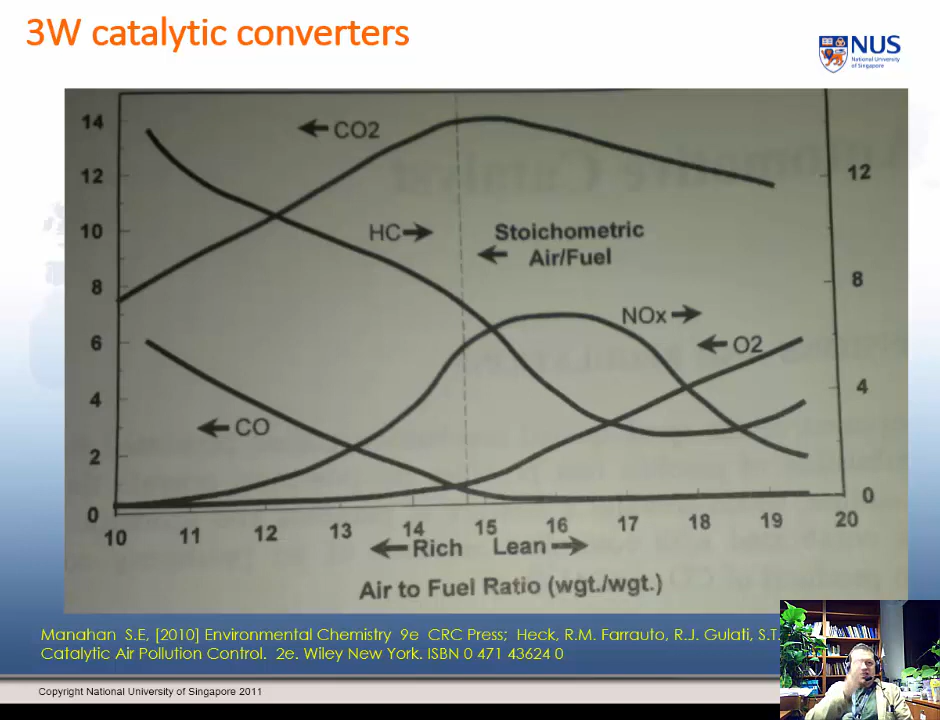 3W catalytic converters
NUS
National University
of Singapore
14
CO2
12
12
HC
Stoichometric
10
Air/Fuel
8
8
NOx
6
O2
4
4
CO
2
0
0
10 11 12 13 14 15 16 17 18 19 20
Rich Lean
Air to Fuel Ratio (wgt./wgt.)
Manahan S.E, [2010] Environmental Chemistry 9e CRC Press; Heck, R.M. Farrauto, R.J. Gulati, S.T.
Catalytic Air Pollution Control. 2e. Wiley New York. ISBN 0 471 43624 0
Copyright National University of Singapore 2011